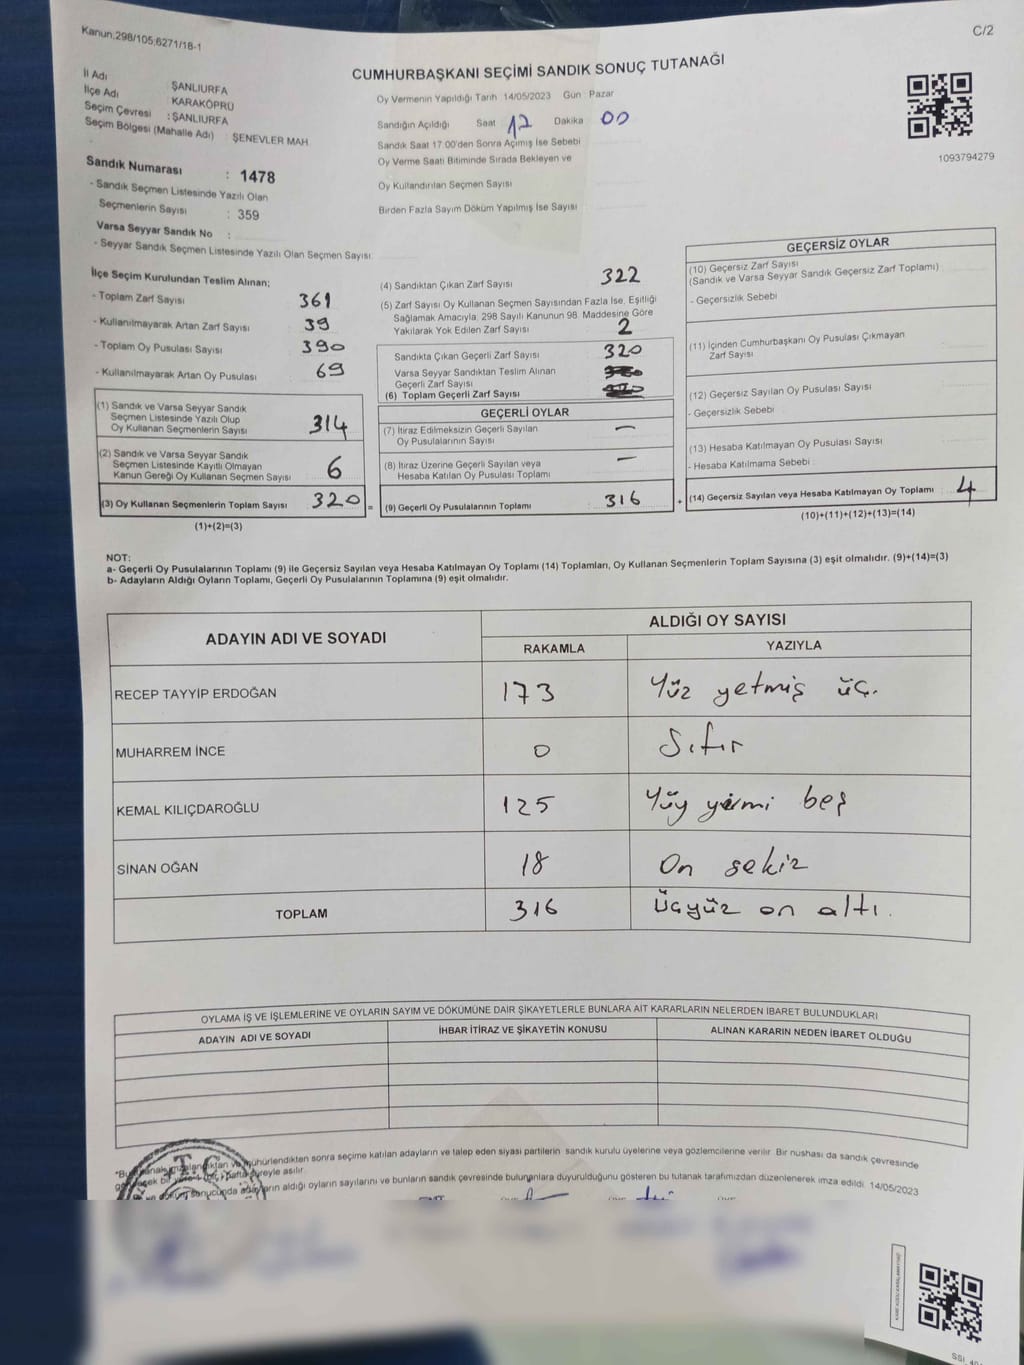 Kanun:298/105;6271/18-1
C/2
CUMHURBAŞKANI SEÇİMİ SANDIK SONUÇ TUTANAĞI
İl Adı : ŞANLIURFA
İlçe Adı KARAKÖPRÜ
Seçim Çevresi : ŞANLIURFA
Seçim Bölgesi (Mahalle Adı) : ŞENEVLER MAH.
Sandık Numarası : 1478
- Sandık Seçmen Listesinde Yazılı Olan
Seçmenlerin Sayısı : 359
Varsa Seyyar Sandık No :
- Seyyar Sandık Seçmen Listesinde Yazılı Olan Seçmen Sayısı:
Oy Vermenin Yapıldığı Tarih 14/05/2023 Gün : Pazar
Sandığın Açıldığı Saat 17 Dakika 00
Sandık Saat 17:00'den Sonra Açımış İse Sebebi
Oy Verme Saati Bitiminde Sırada Bekleyen ve
Oy Kullandırılan Seçmen Sayısı
Birden Fazla Sayım Döküm Yapılmış İse Sayısı
1093794279
İlçe Seçim Kurulundan Teslim Alınan;
- Toplam Zarf Sayısı 361
- Kullanılmayarak Artan Zarf Sayısı 39
- Toplam Oy Pusulası Sayısı 390
- Kullanılmayarak Artan Oy Pusulası 69
(1) Sandık ve Varsa Seyyar Sandık
Seçmen Listesinde Yazılı Olup
Oy Kullanan Seçmenlerin Sayısı 314
(2) Sandık ve Varsa Seyyar Sandık
Seçmen Listesinde Kayıtlı Olmayan
Kanun Gereği Oy Kullanan Seçmen Sayısı 6
(3) Oy Kullanan Seçmenlerin Toplam Sayısı 320 =
(1)+(2)=(3)
(4) Sandıktan Çıkan Zarf Sayısı 322
(5) Zarf Sayısı Oy Kullanan Seçmen Sayısından Fazla İse, Eşitliği
Sağlamak Amacıyla, 298 Sayılı Kanunun 98. Maddesine Göre
Yakılarak Yok Edilen Zarf Sayısı 2
Sandıkta Çıkan Geçerli Zarf Sayısı 320
Varsa Seyyar Sandıktan Teslim Alınan
Geçerli Zarf Sayısı
(6) Toplam Geçerli Zarf Sayısı
GEÇERLİ OYLAR
(7) İtiraz Edilmeksizin Geçerli Sayılan
Oy Pusulalarının Sayısı —
(8) İtiraz Üzerine Geçerli Sayılan veya
Hesaba Katılan Oy Pusulası Toplamı —
(9) Geçerli Oy Pusulalarının Toplamı 316 +
GEÇERSİZ OYLAR
(10) Geçersiz Zarf Sayısı
(Sandık ve Varsa Seyyar Sandık Geçersiz Zarf Toplamı)
- Geçersizlik Sebebi
(11) İçinden Cumhurbaşkanı Oy Pusulası Çıkmayan
Zarf Sayısı
(12) Geçersiz Sayılan Oy Pusulası Sayısı
- Geçersizlik Sebebi
(13) Hesaba Katılmayan Oy Pusulası Sayısı
- Hesaba Katılmama Sebebi
(14) Geçersiz Sayılan veya Hesaba Katılmayan Oy Toplamı 4
(10)+(11)+(12)+(13)=(14)
NOT:
a- Geçerli Oy Pusulalarının Toplamı (9) ile Geçersiz Sayılan veya Hesaba Katılmayan Oy Toplamı (14) Toplamları, Oy Kullanan Seçmenlerin Toplam Sayısına (3) eşit olmalıdır. (9)+(14)=(3)
b- Adayların Aldığı Oyların Toplamı, Geçerli Oy Pusulalarının Toplamına (9) eşit olmalıdır.
ADAYIN ADI VE SOYADI
ALDIĞI OY SAYISI
RAKAMLA YAZIYLA
RECEP TAYYİP ERDOĞAN 173 Yüz yetmiş üç.
MUHARREM İNCE 0 Sıfır
KEMAL KILIÇDAROĞLU 125 Yüy yirmi beş
SİNAN OĞAN 18 On sekiz
TOPLAM 316 üçyüz on altı.
OYLAMA İŞ VE İŞLEMLERİNE VE OYLARIN SAYIM VE DÖKÜMÜNE DAİR ŞİKAYETLERLE BUNLARA AİT KARARLARIN NELERDEN İBARET BULUNDUKLARI
ADAYIN ADI VE SOYADI İHBAR İTİRAZ VE ŞİKAYETİN KONUSU ALINAN KARARIN NEDEN İBARET OLDUĞU
mühürlendikten sonra seçime katılan adayların ve talep eden siyasi partilerin sandık kurulu üyelerine veya gözlemcilerine verilir. Bir nushası da sandık çevresinde
süreyle asılır.
sonucunda adayların aldığı oyların sayılarını ve bunların sandık çevresinde bulunanlara duyurulduğunu gösteren bu tutanak tarafımızdan düzenlenerek imza edildi. 14/05/2023
T.C.